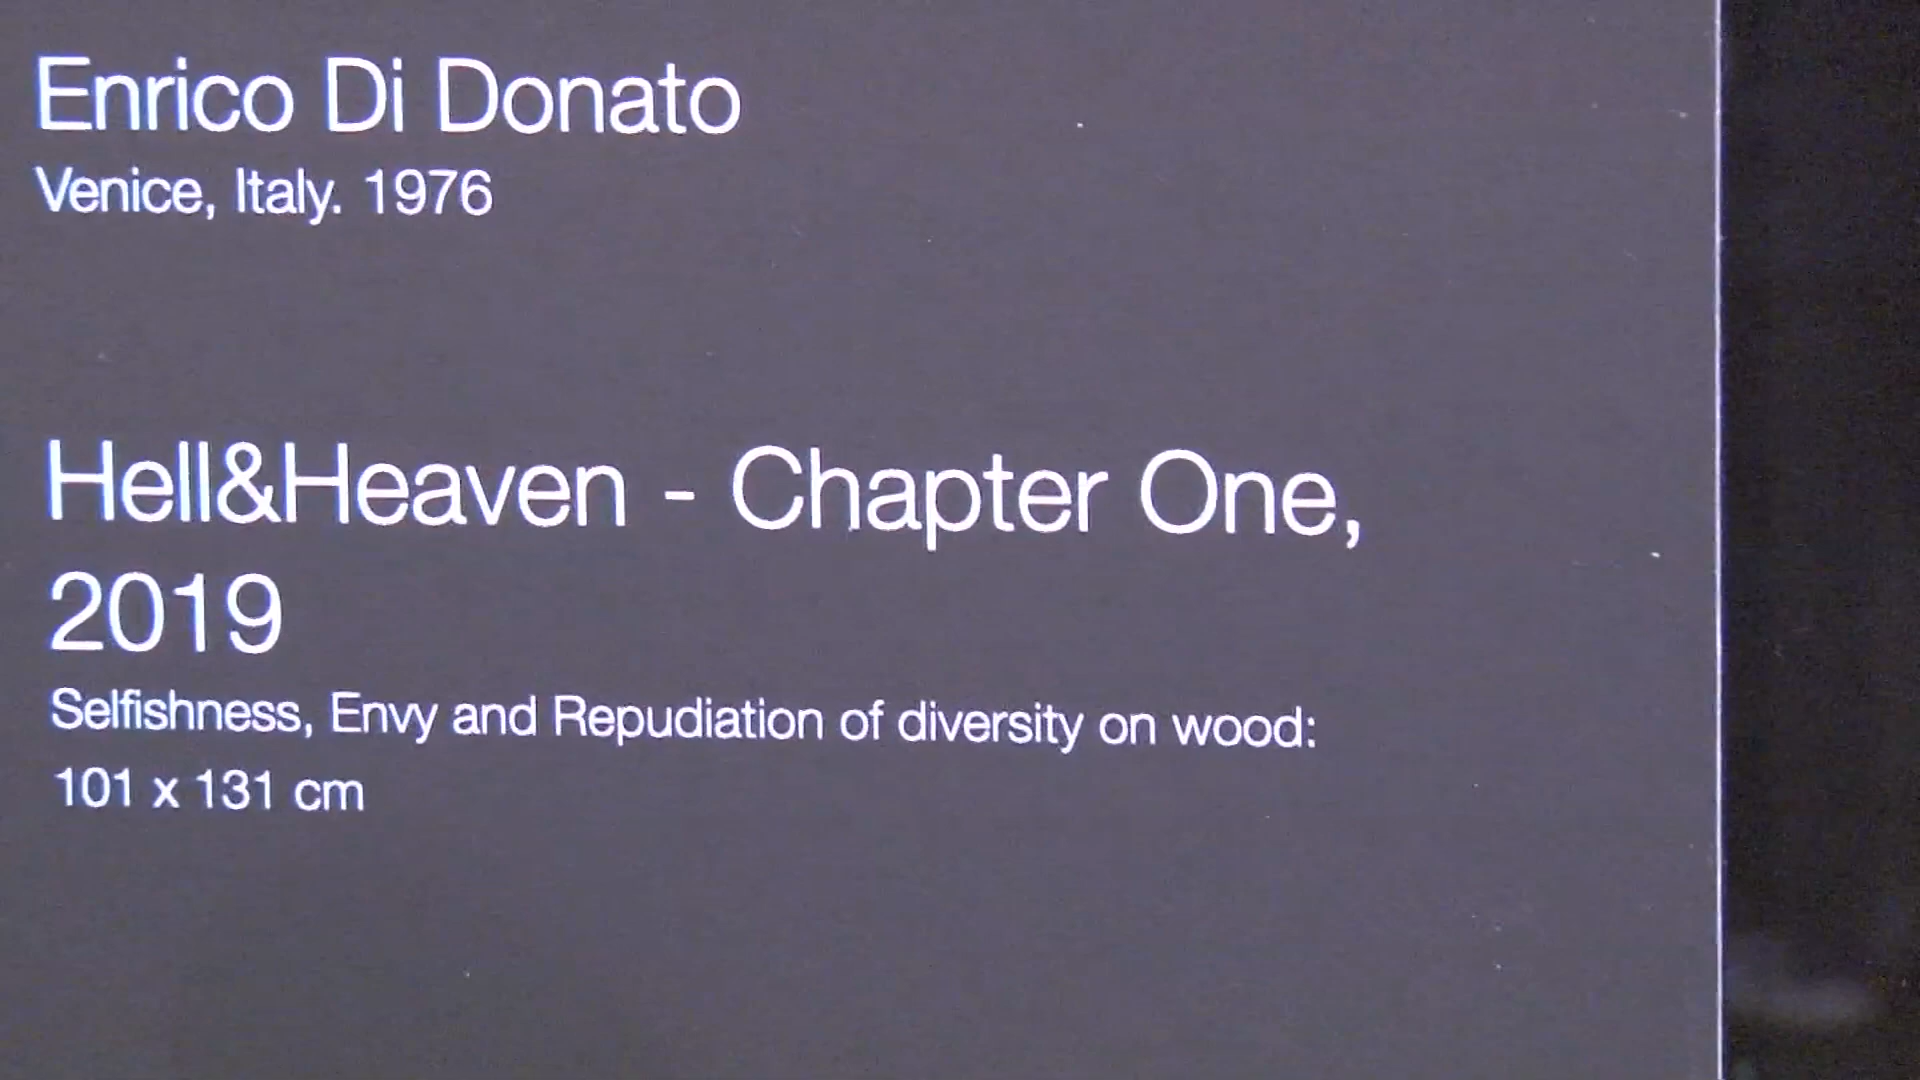 Enrico Di Donato
Venice, Italy. 1976
Hell&Heaven - Chapter One,
2019
Selfishness, Envy and Repudiation of diversity on wood:
101 x 131 cm